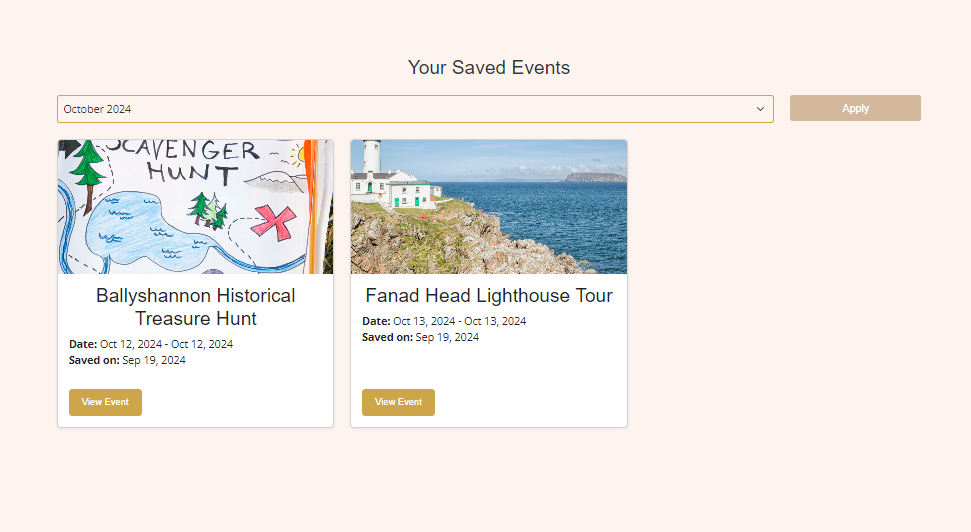 Your Saved Events
October 2024
Apply
SCAVENGER
HUNT
Ballyshannon Historical
Treasure Hunt
Date: Oct 12, 2024 - Oct 12, 2024
Saved on: Sep 19, 2024
View Event
Fanad Head Lighthouse Tour
Date: Oct 13, 2024 - Oct 13, 2024
Saved on: Sep 19, 2024
View Event